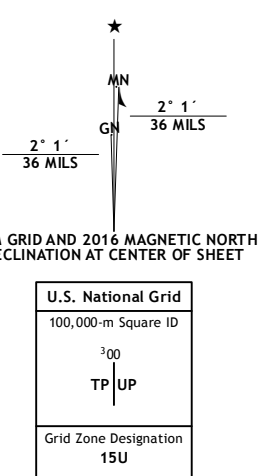 ★
MN
2° 1´
36 MILS
GN
2° 1´
36 MILS
GRID AND 2016 MAGNETIC NORTH
CLINATION AT CENTER OF SHEET
U.S. National Grid
100,000-m Square ID
³00
TP UP
Grid Zone Designation
15U